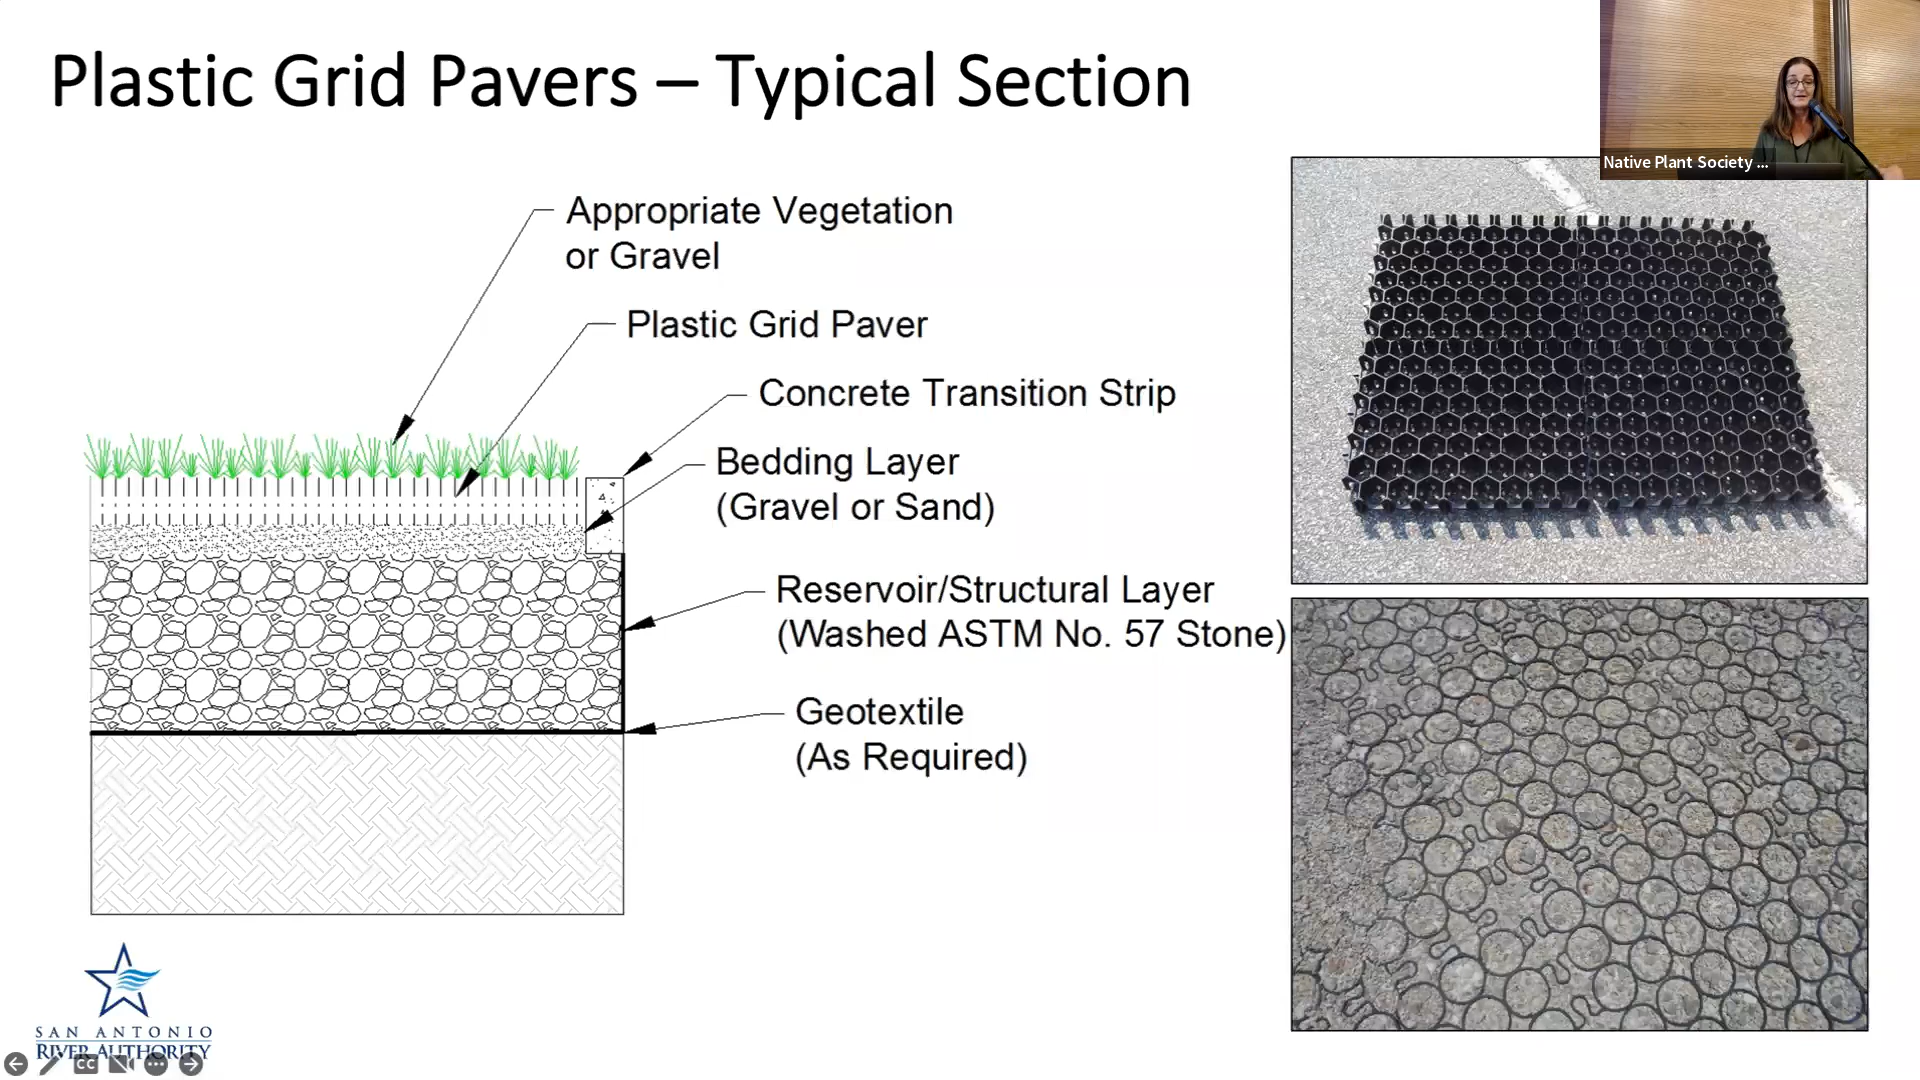 Plastic Grid Pavers – Typical Section
Native Plant Society ...
Appropriate Vegetation
or Gravel
Plastic Grid Paver
Concrete Transition Strip
Bedding Layer
(Gravel or Sand)
Reservoir/Structural Layer
(Washed ASTM No. 57 Stone)
Geotextile
(As Required)
SAN ANTONIO
RIVER AUTHORITY
CC